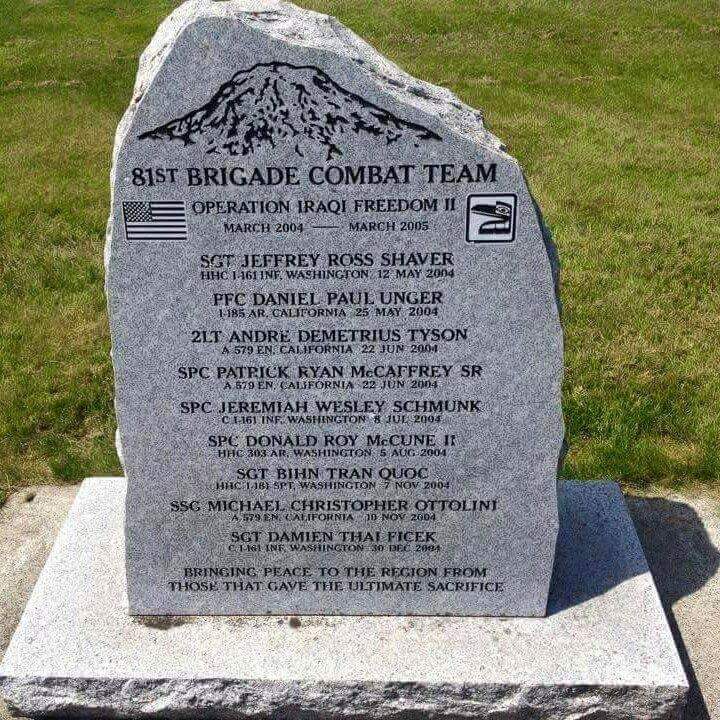 81ST BRIGADE COMBAT TEAM
OPERATION IRAQI FREEDOM II
MARCH 2004 — MARCH 2005
SGT JEFFREY ROSS SHAVER
HHC 1-161 INF, WASHINGTON 12 MAY 2004
PFC DANIEL PAUL UNGER
1-185 AR, CALIFORNIA 25 MAY 2004
2LT ANDRE DEMETRIUS TYSON
A 579 EN, CALIFORNIA 22 JUN 2004
SPC PATRICK RYAN McCAFFREY SR
A 579 EN, CALIFORNIA 22 JUN 2004
SPC JEREMIAH WESLEY SCHMUNK
C 1-161 INF, WASHINGTON 8 JUL 2004
SPC DONALD ROY McCUNE II
HHC 303 AR, WASHINGTON 5 AUG 2004
SGT BIHN TRAN QUOC
HHC 1-181 SPT, WASHINGTON 7 NOV 2004
SSG MICHAEL CHRISTOPHER OTTOLINI
A 579 EN, CALIFORNIA 10 NOV 2004
SGT DAMIEN THAI FICEK
C 1-161 INF, WASHINGTON 30 DEC 2004
BRINGING PEACE TO THE REGION FROM
THOSE THAT GAVE THE ULTIMATE SACRIFICE